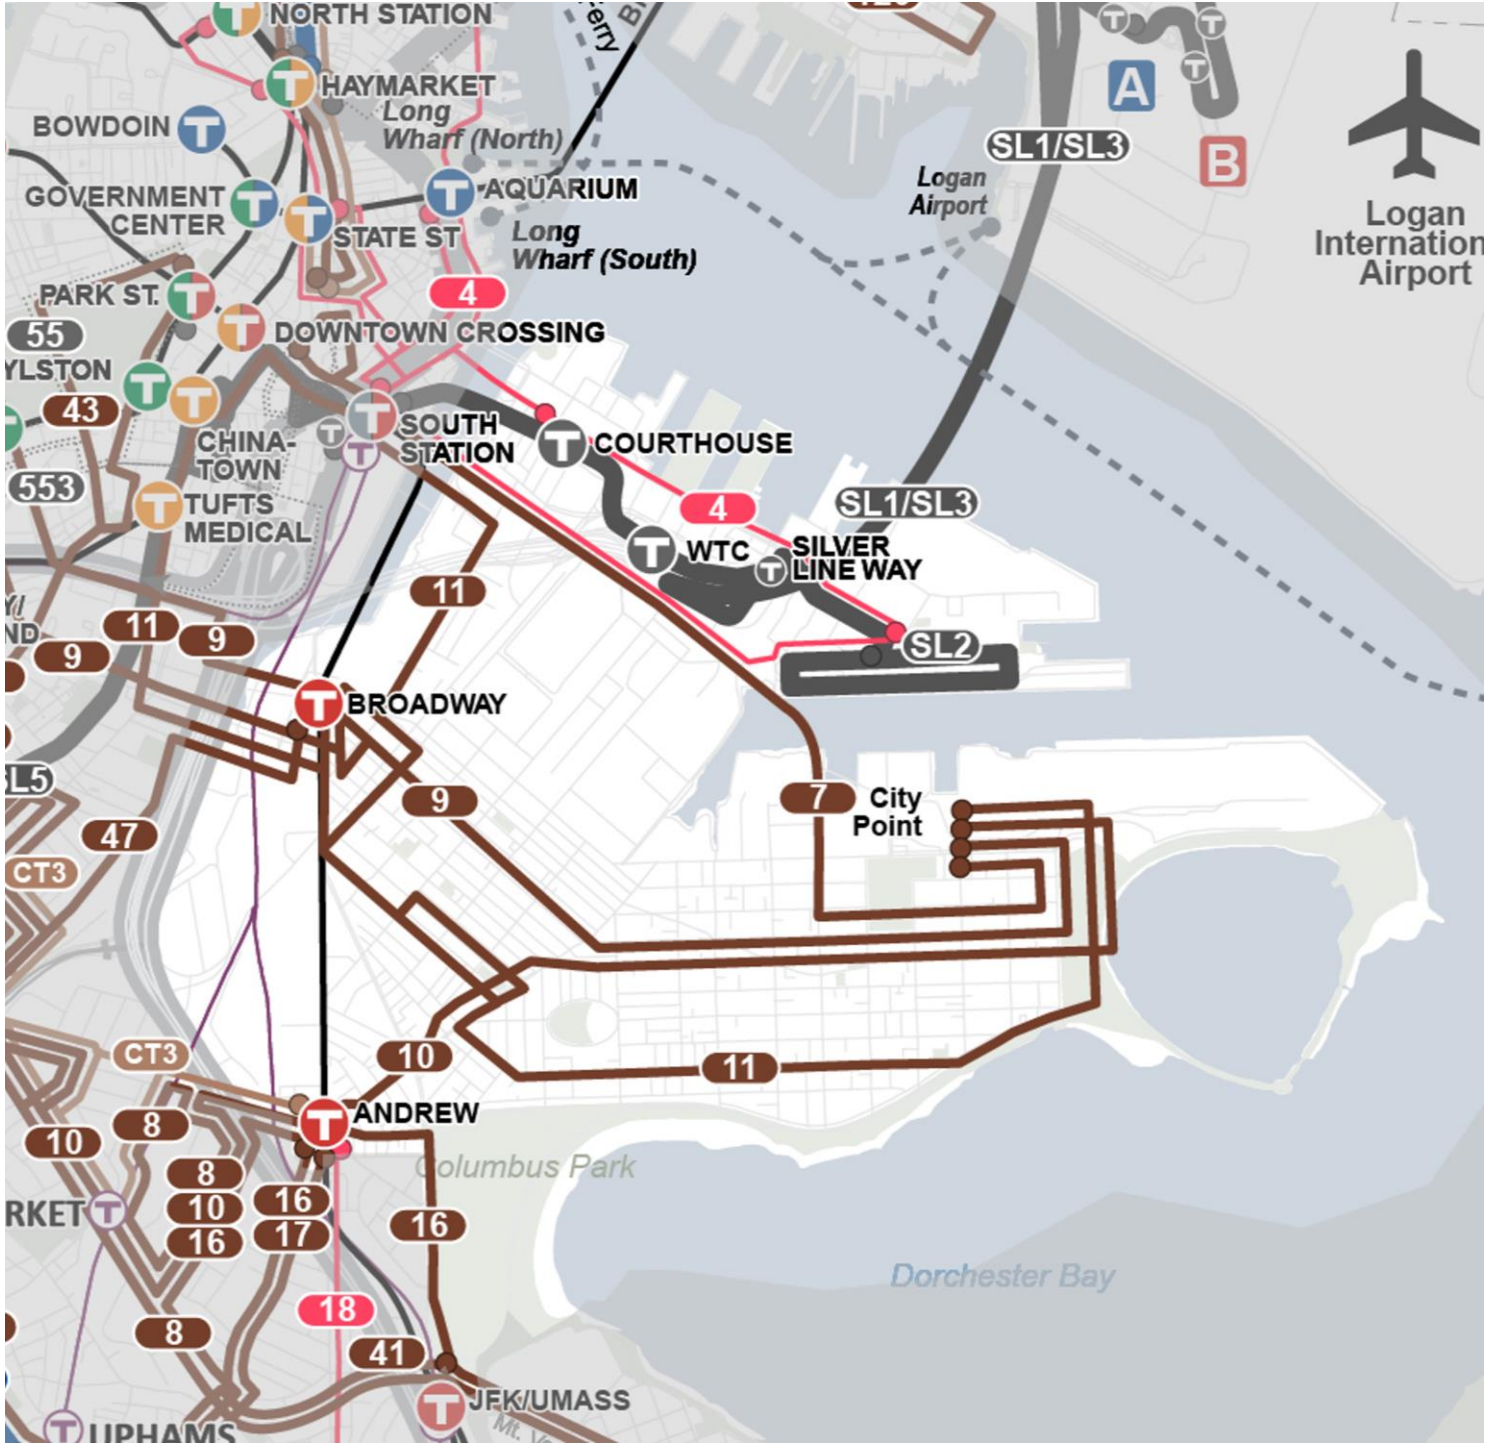 NORTH STATION
Ferry
HAYMARKET
Long
Wharf (North)
BOWDOIN
A
SL1/SL3
B
GOVERNMENT
CENTER
AQUARIUM
Logan
Airport
STATE ST
Long
Wharf (South)
Logan
Internation
Airport
PARK ST.
4
55
DOWNTOWN CROSSING
YLSTON
43
SOUTH
STATION
COURTHOUSE
CHINA-
TOWN
553
TUFTS
MEDICAL
4
SL1/SL3
WTC
SILVER
LINE WAY
11
ND
11
9
9
SL2
BROADWAY
SL5
9
7
City
Point
47
CT3
CT3
10
11
ANDREW
8
10
Columbus Park
8
10
16
16
17
RKET
16
Dorchester Bay
18
8
41
JFK/UMASS
UPHAMS